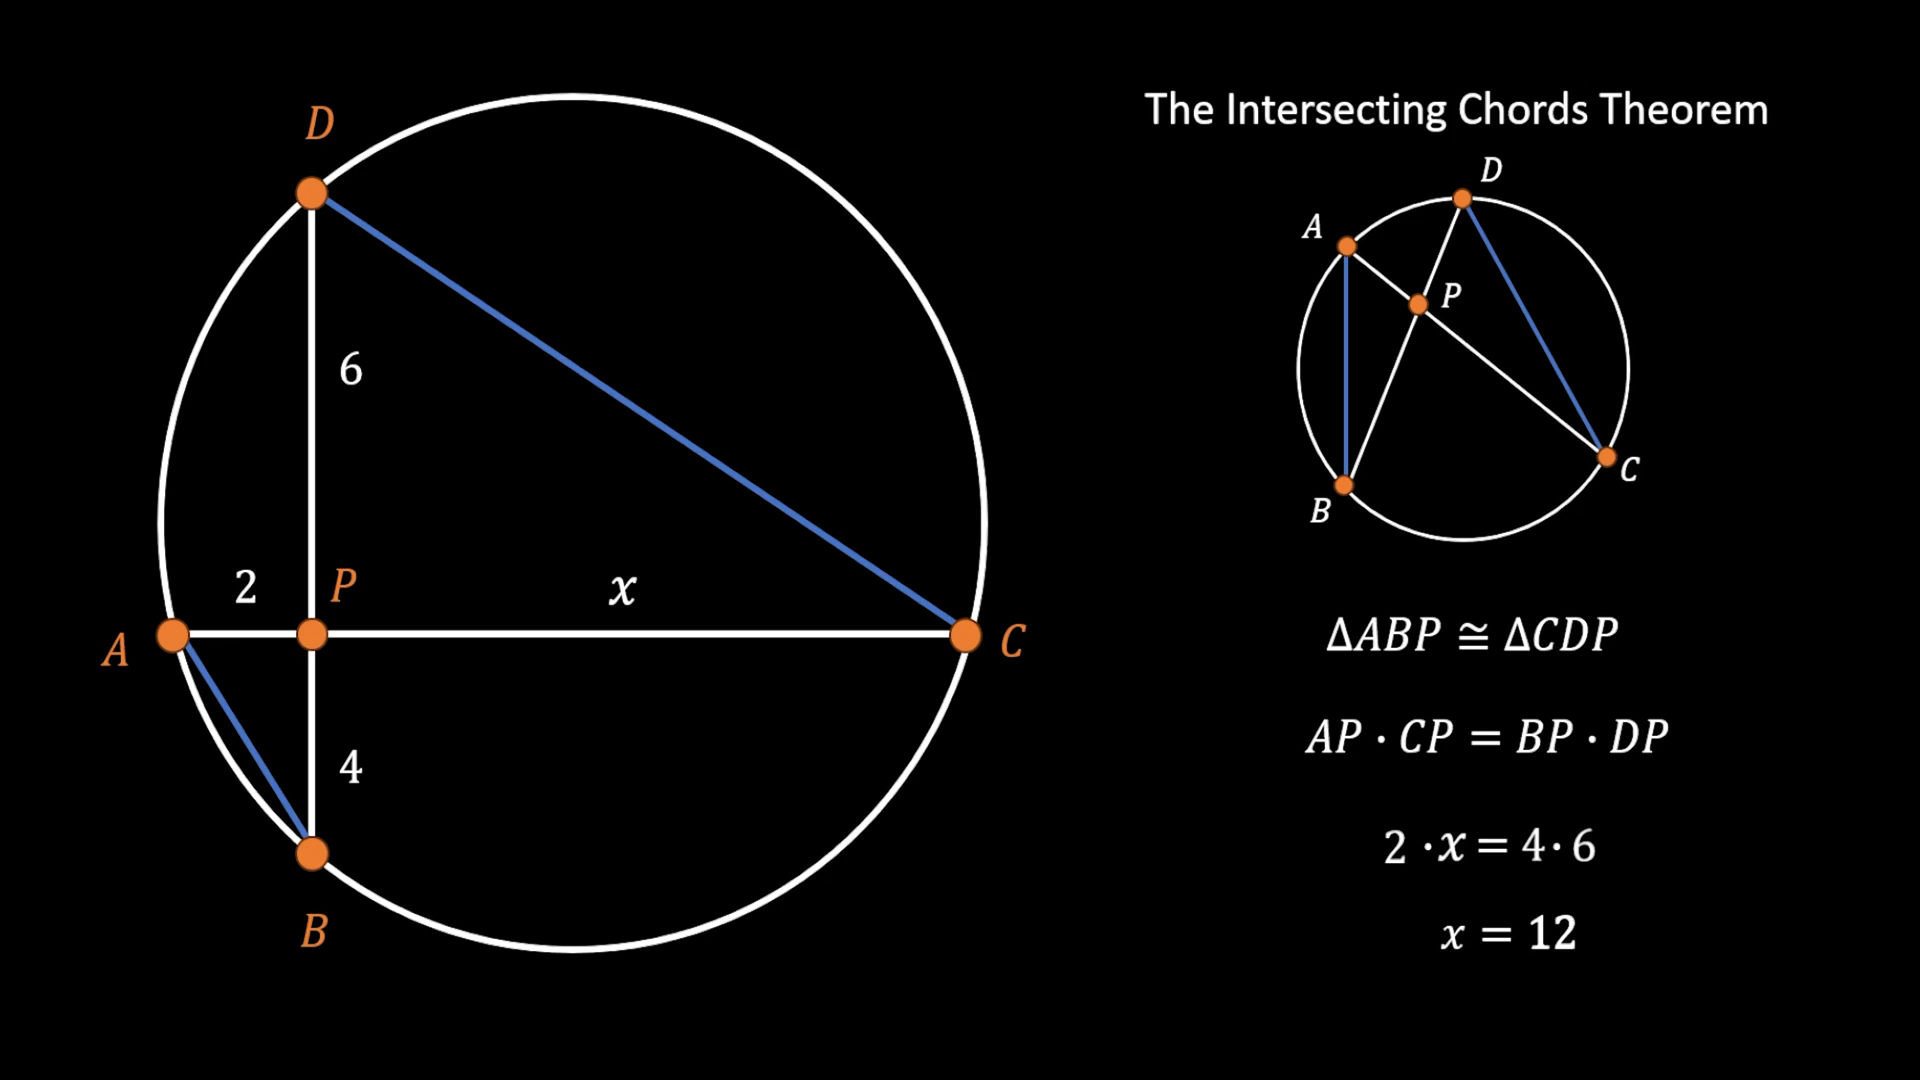 The Intersecting Chords Theorem
D
D
A
6
P
C
B
2
P
x
A
C
ΔABP ≅ ΔCDP
AP · CP = BP · DP
4
2 · x = 4 · 6
B
x = 12